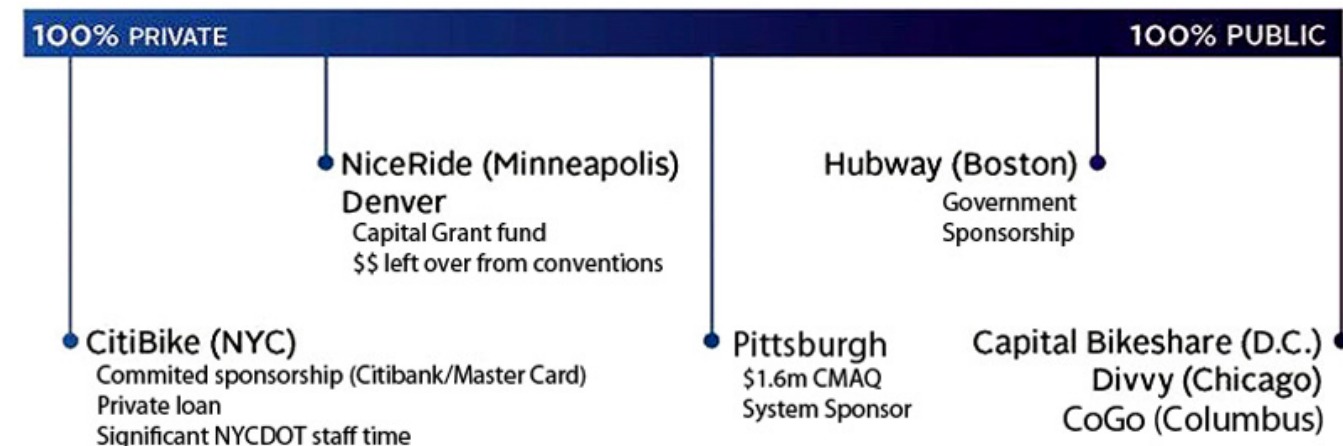 100% PRIVATE
100% PUBLIC
NiceRide (Minneapolis)
Denver
Capital Grant fund
$$ left over from conventions
Hubway (Boston)
Government
Sponsorship
CitiBike (NYC)
Commited sponsorship (Citibank/Master Card)
Private loan
Significant NYCDOT staff time
Pittsburgh
$1.6m CMAQ
System Sponsor
Capital Bikeshare (D.C.)
Divvy (Chicago)
CoGo (Columbus)